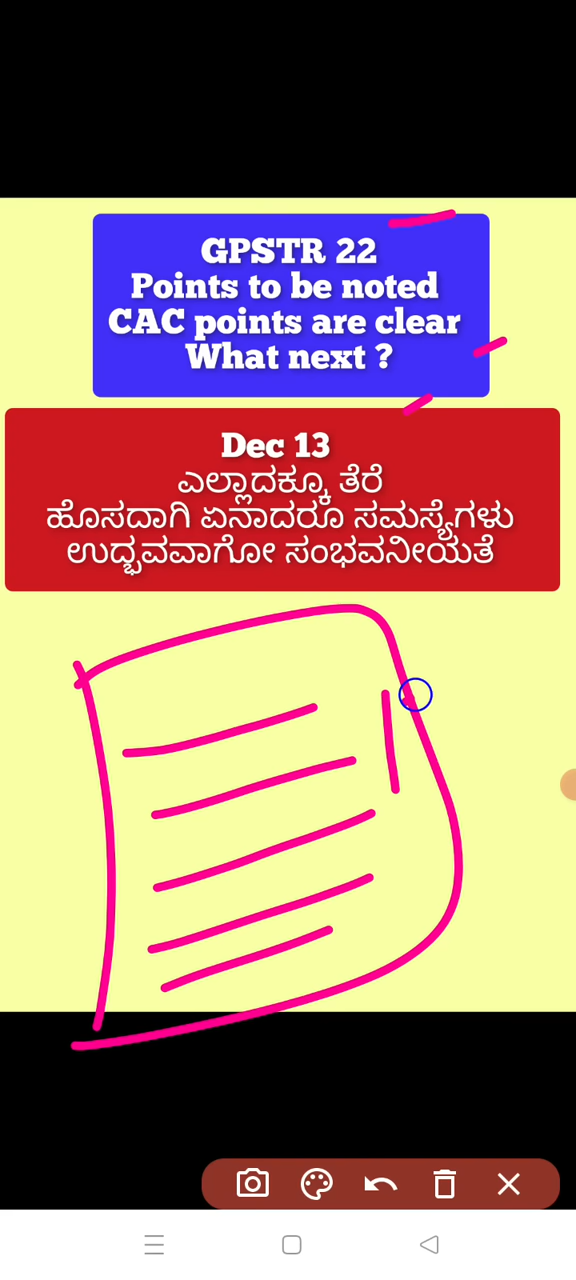 GPSTR 22
Points to be noted
CAC points are clear
What next ?
Dec 13
ಎಲ್ಲಾದಕ್ಕೂ ತೆರೆ
ಹೊಸದಾಗಿ ಏನಾದರೂ ಸಮಸ್ಯೆಗಳು
ಉದ್ಭವವಾಗೋ ಸಂಭವನೀಯತೆ